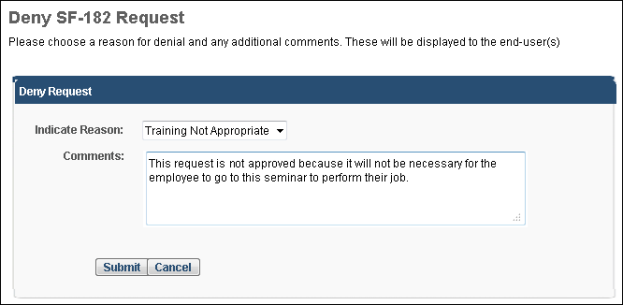 Deny SF-182 Request
Please choose a reason for denial and any additional comments. These will be displayed to the end-user(s)
Deny Request
Indicate Reason: Training Not Appropriate
Comments: This request is not approved because it will not be necessary for the
employee to go to this seminar to perform their job.
Submit Cancel